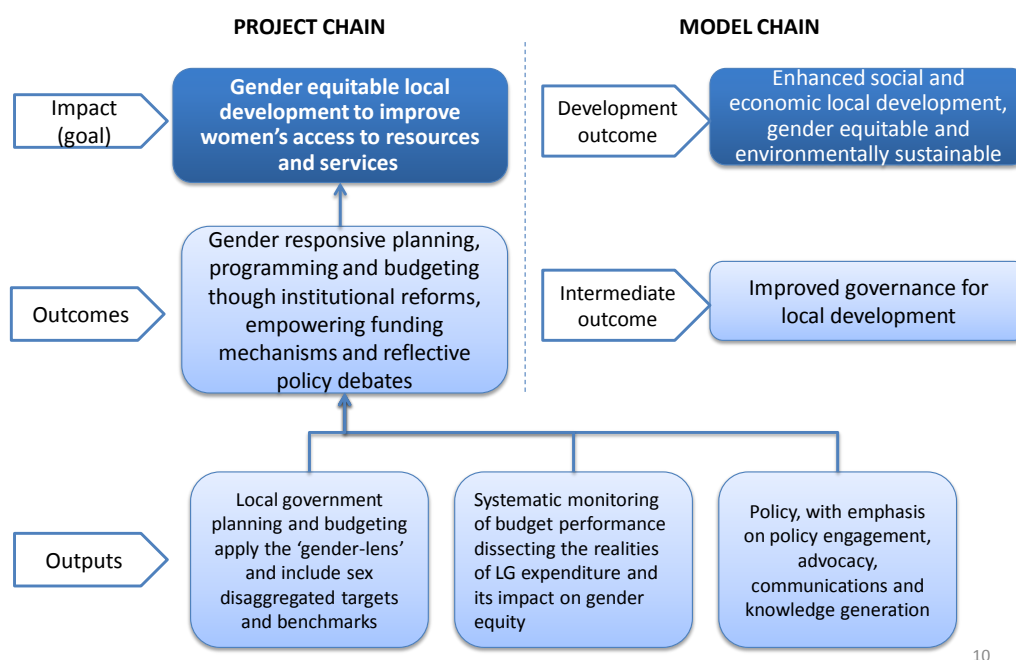 PROJECT CHAIN
MODEL CHAIN
Impact
(goal)
Gender equitable local
development to improve
women's access to resources
and services
Development
outcome
Enhanced social and
economic local development,
gender equitable and
environmentally sustainable
Outcomes
Gender responsive planning,
programming and budgeting
though institutional reforms,
empowering funding
mechanisms and reflective
policy debates
Intermediate
outcome
Improved governance for
local development
Outputs
Local government
planning and budgeting
apply the 'gender-lens'
and include sex
disaggregated targets
and benchmarks
Systematic monitoring
of budget performance
dissecting the realities
of LG expenditure and
its impact on gender
equity
Policy, with emphasis
on policy engagement,
advocacy,
communications and
knowledge generation
10